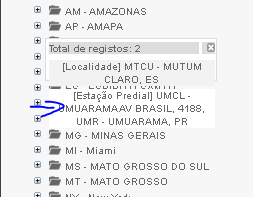 AM - AMAZONAS
AP - AMAPA
Total de registos: 2
[Localidade] MTCU - MUTUM
CLARO, ES
[Estação Predial] UMCL -
UMUARAMAAV BRASIL, 4188,
UMR - UMUARAMA, PR
MG - MINAS GERAIS
MI - Miami
MS - MATO GROSSO DO SUL
MT - MATO GROSSO